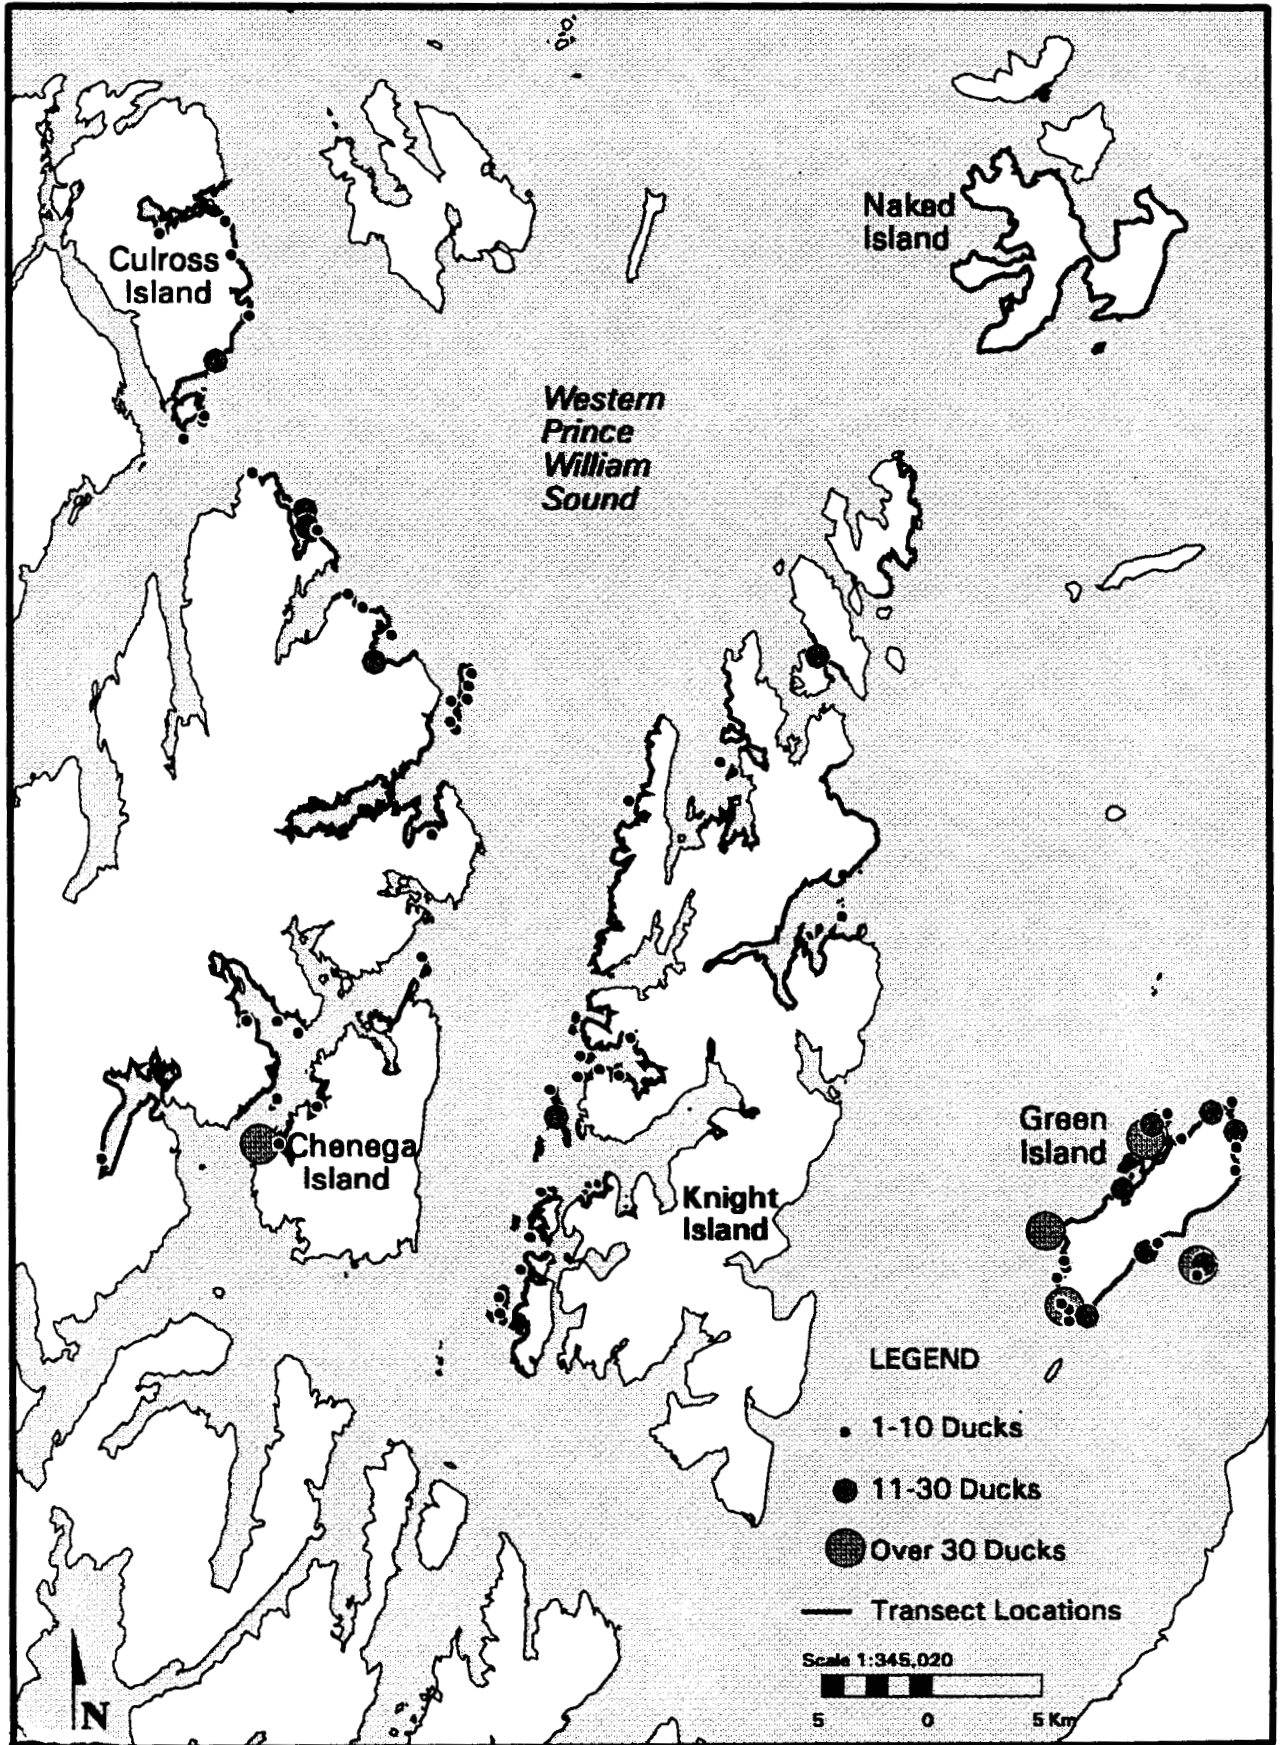 Naked
Island
Culross
Island
Western
Prince
William
Sound
Green
Island
Chenega
Island
Knight
Island
LEGEND
1-10 Ducks
11-30 Ducks
Over 30 Ducks
Transect Locations
Scale 1:345,020
5 0 5 Km
N